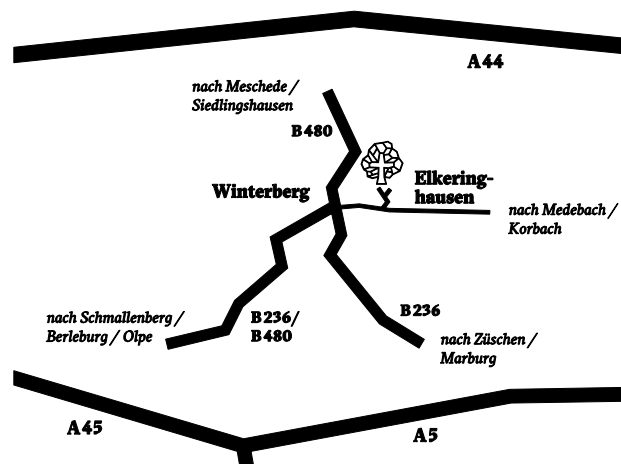 A44
nach Meschede /
Siedlingshausen
B480
Elkering-
hausen
Winterberg
nach Medebach /
Korbach
nach Schmallenberg /
Berleburg / Olpe
B236/
B480
B236
nach Züschen /
Marburg
A45
A5